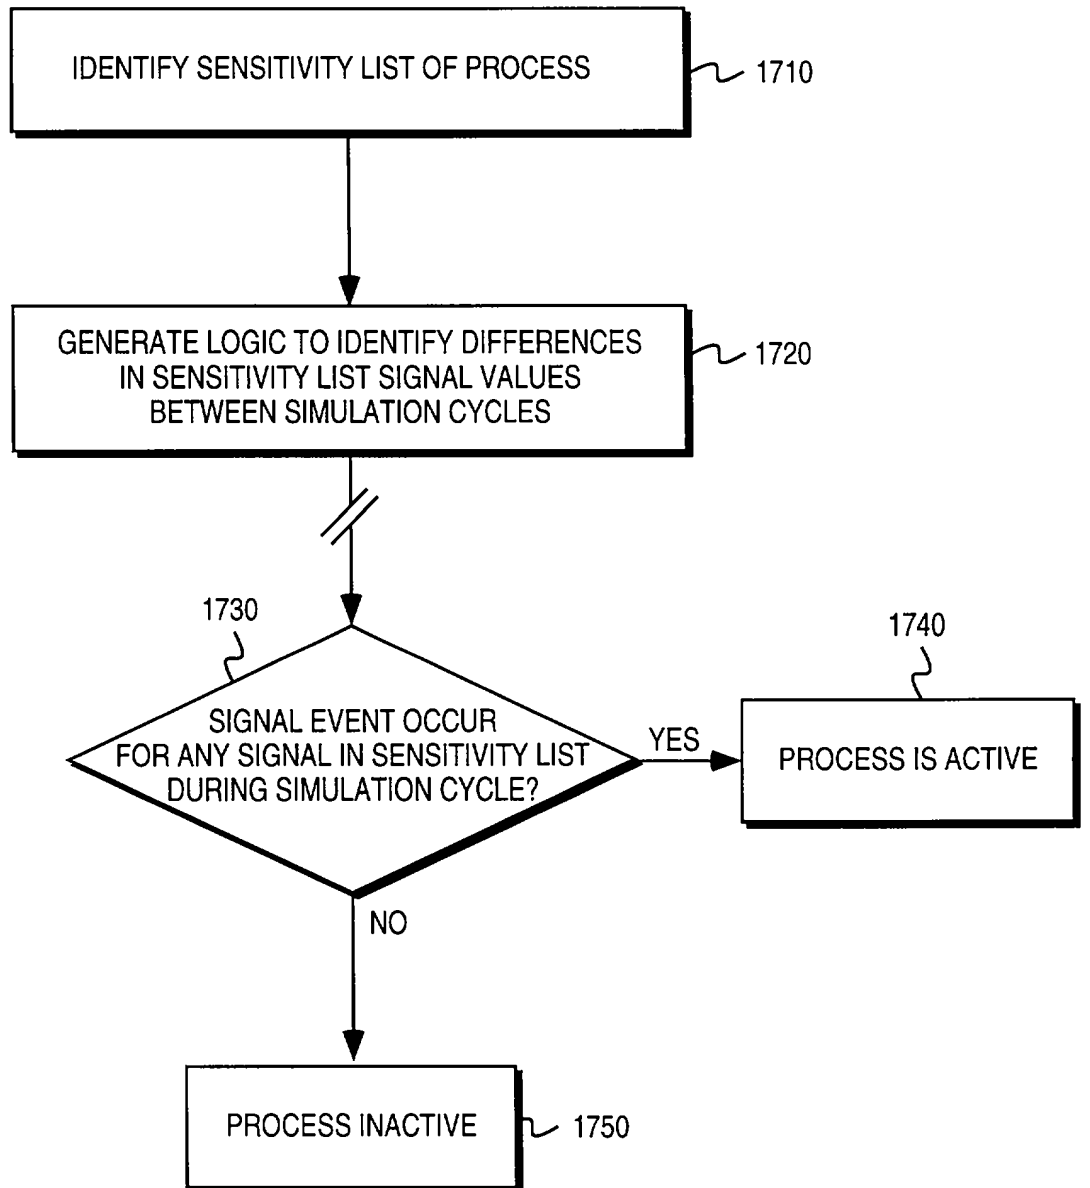 IDENTIFY SENSITIVITY LIST OF PROCESS
1710
GENERATE LOGIC TO IDENTIFY DIFFERENCES
IN SENSITIVITY LIST SIGNAL VALUES
BETWEEN SIMULATION CYCLES
1720
1730
SIGNAL EVENT OCCUR
FOR ANY SIGNAL IN SENSITIVITY LIST
DURING SIMULATION CYCLE?
YES
1740
PROCESS IS ACTIVE
NO
PROCESS INACTIVE
1750